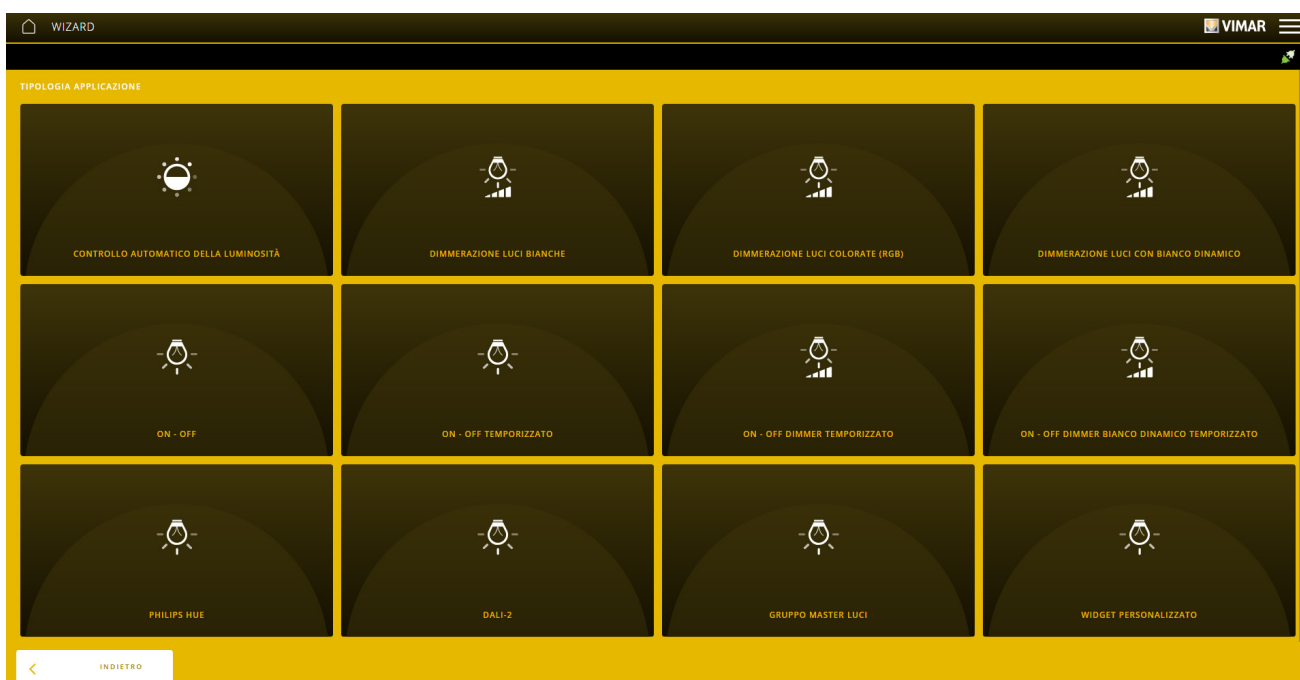 WIZARD
VIMAR
TIPOLOGIA APPLICAZIONE
CONTROLLO AUTOMATICO DELLA LUMINOSITÀ
DIMMERAZIONE LUCI BIANCHE
DIMMERAZIONE LUCI COLORATE (RGB)
DIMMERAZIONE LUCI CON BIANCO DINAMICO
ON - OFF
ON - OFF TEMPORIZZATO
ON - OFF DIMMER TEMPORIZZATO
ON - OFF DIMMER BIANCO DINAMICO TEMPORIZZATO
PHILIPS HUE
DALI-2
GRUPPO MASTER LUCI
WIDGET PERSONALIZZATO
INDIETRO